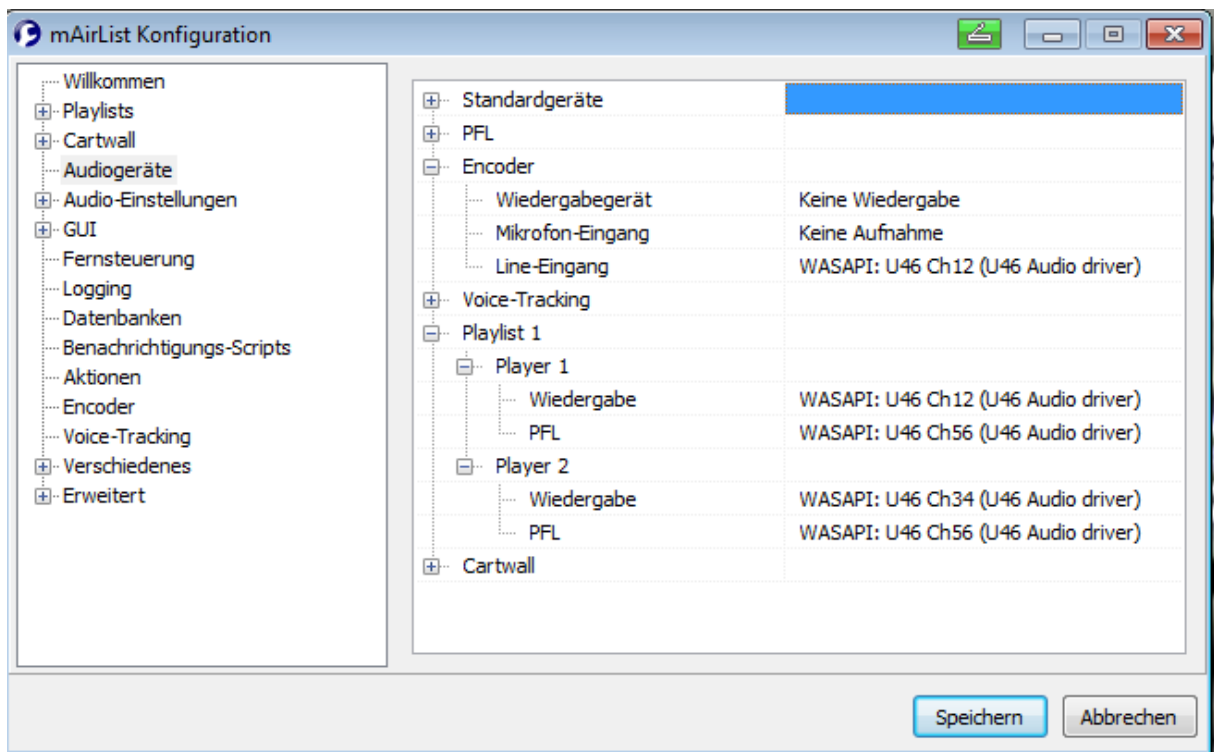 mAirList Konfiguration
Willkommen
Playlists
Cartwall
Audiogeräte
Audio-Einstellungen
GUI
Fernsteuerung
Logging
Datenbanken
Benachrichtigungs-Scripts
Aktionen
Encoder
Voice-Tracking
Verschiedenes
Erweitert
Standardgeräte
PFL
Encoder
Wiedergabegerät Keine Wiedergabe
Mikrofon-Eingang Keine Aufnahme
Line-Eingang WASAPI: U46 Ch12 (U46 Audio driver)
Voice-Tracking
Playlist 1
Player 1
Wiedergabe WASAPI: U46 Ch12 (U46 Audio driver)
PFL WASAPI: U46 Ch56 (U46 Audio driver)
Player 2
Wiedergabe WASAPI: U46 Ch34 (U46 Audio driver)
PFL WASAPI: U46 Ch56 (U46 Audio driver)
Cartwall
Speichern Abbrechen